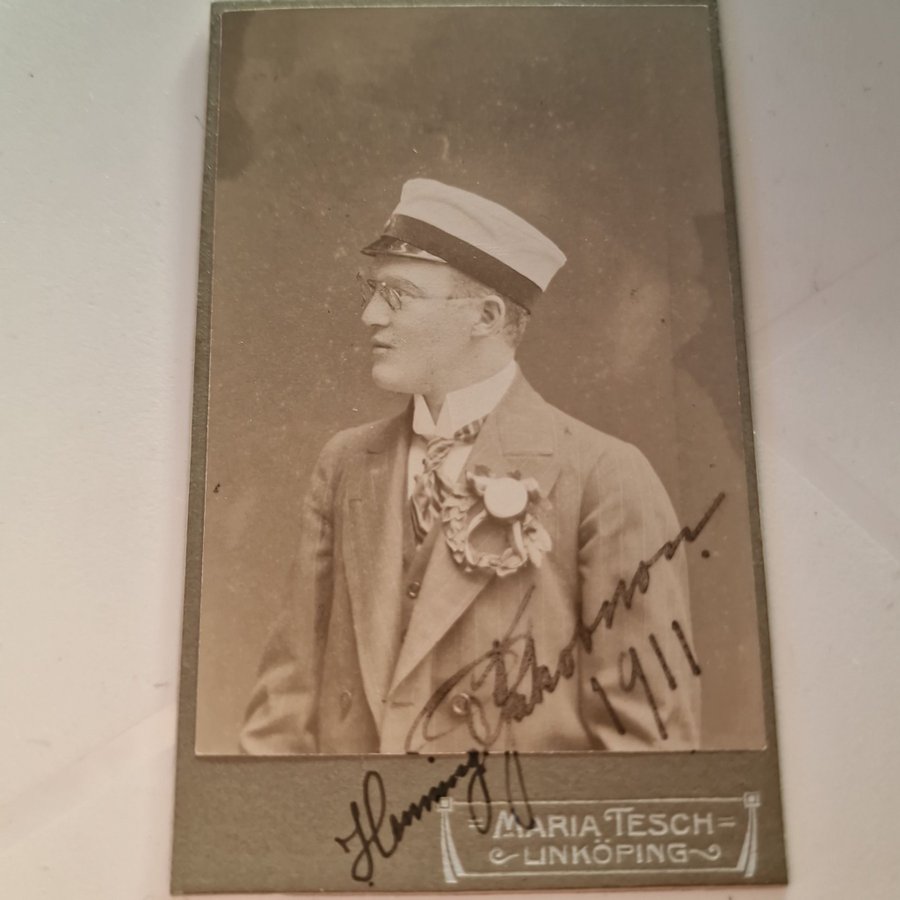 Henning Jakobson.
1911
MARIA TESCH
LINKÖPING